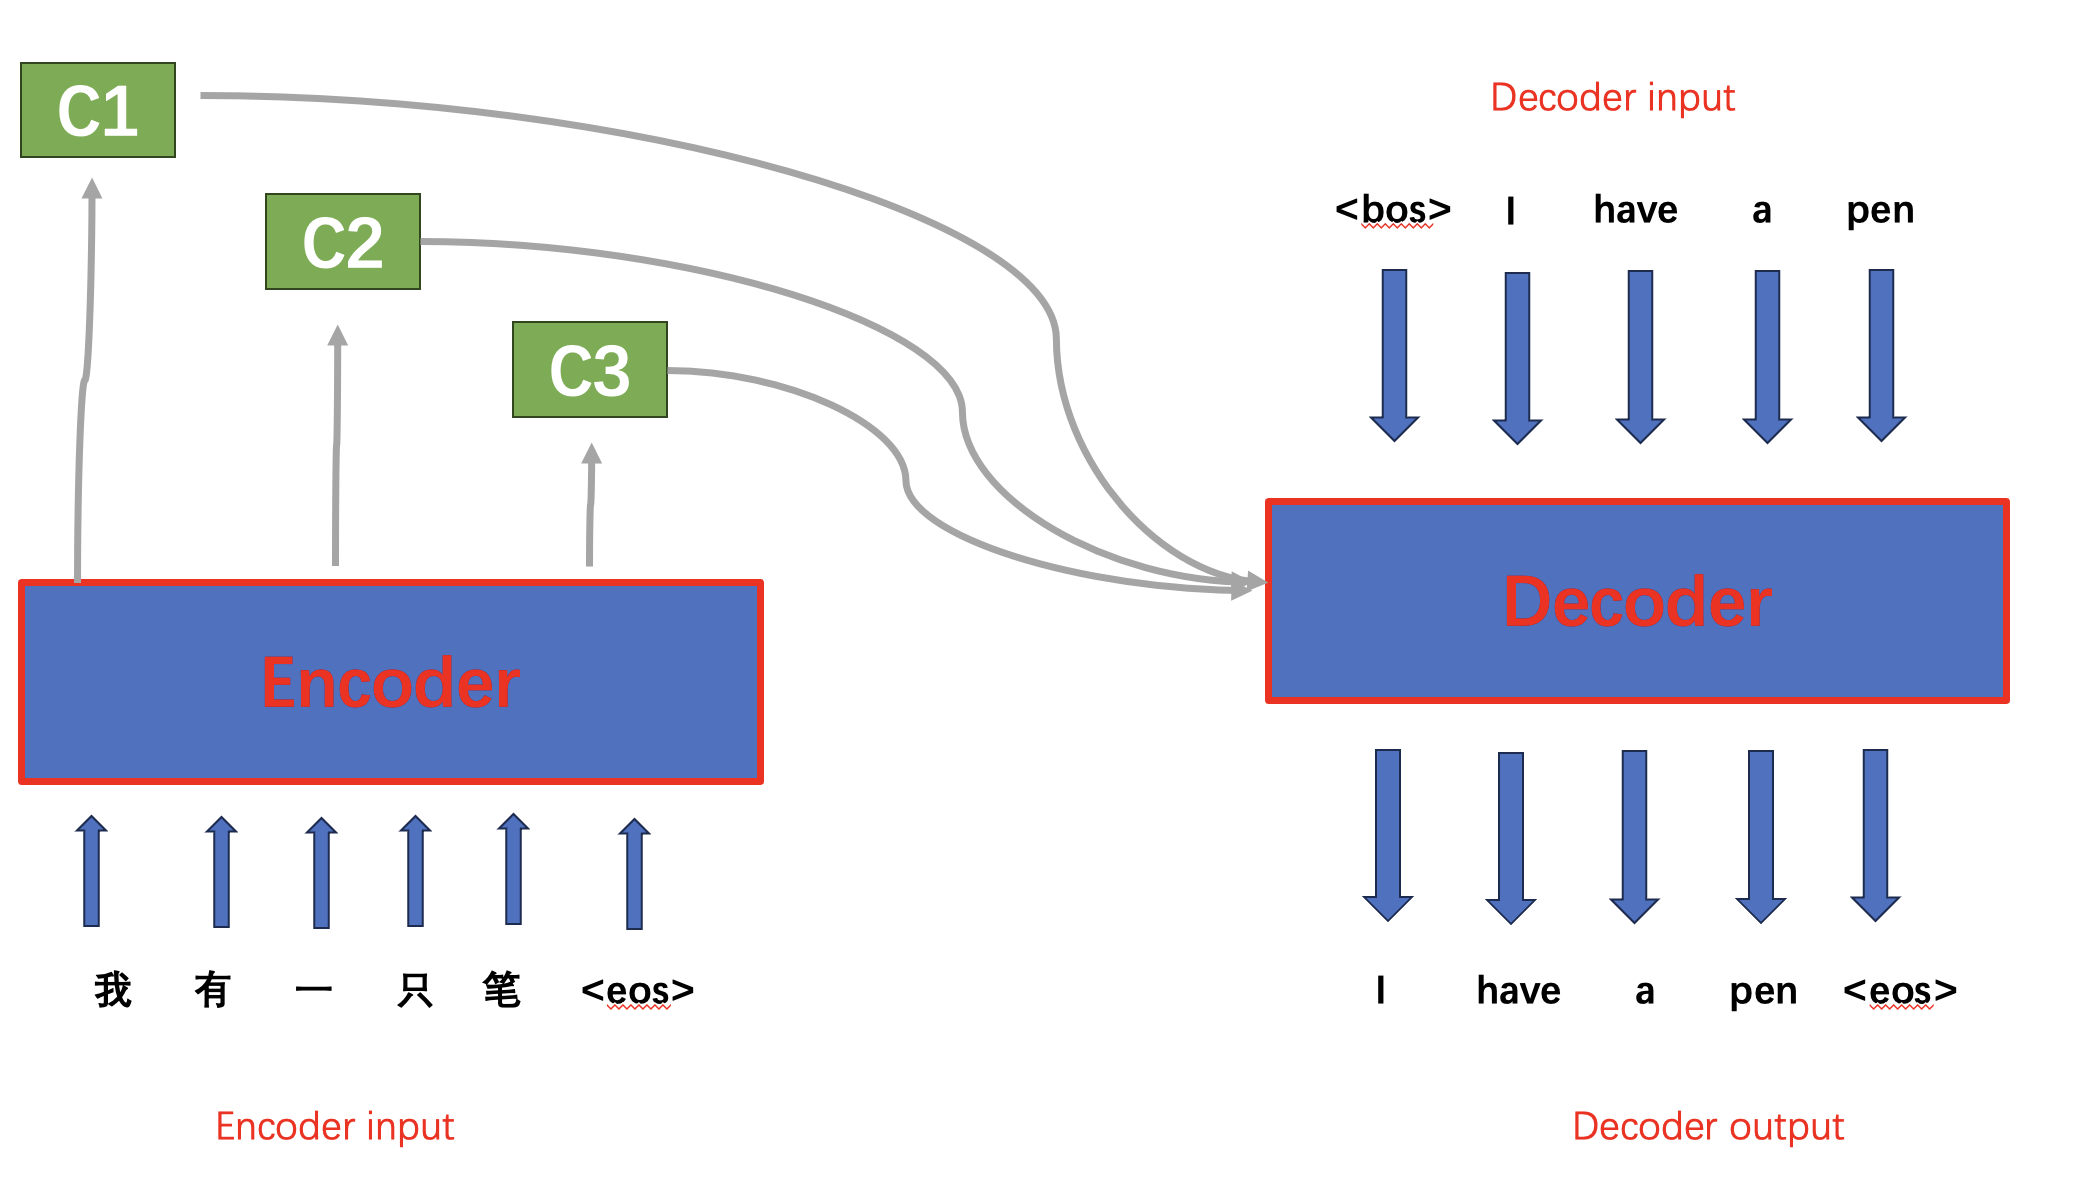 C1
C2
C3
Encoder
我 有 一 只 笔 <eos>
Encoder input
Decoder input
<bos> I have a pen
Decoder
I have a pen <eos>
Decoder output